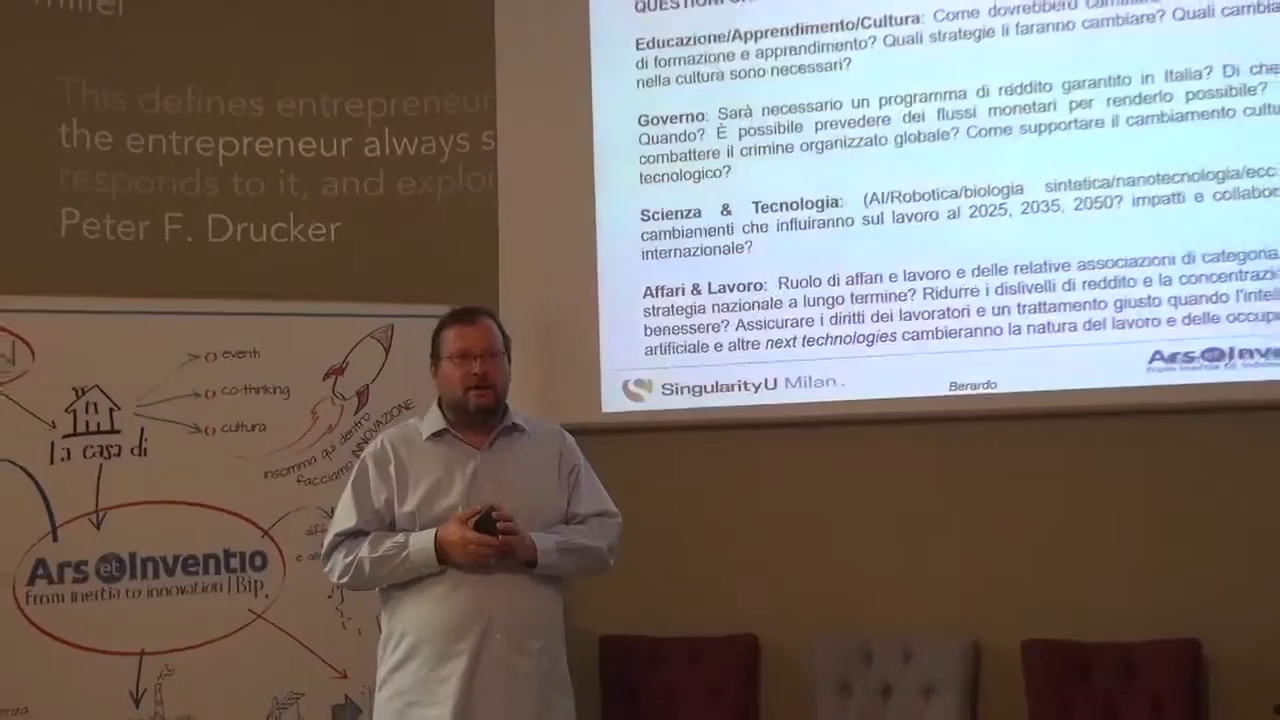 This defines entrepreneur
the entrepreneur always s
responds to it, and exploi
Peter F. Drucker
Educazione/Apprendimento/Cultura: Come dovrebbero
di formazione e apprendimento? Quali strategie li faranno cambiare? Quali cambia
nella cultura sono necessari?
Governo: Sarà necessario un programma di reddito garantito in Italia? Di che
Quando? È possibile prevedere dei flussi monetari per renderlo possibile?
combattere il crimine organizzato globale? Come supportare il cambiamento cultu
tecnologico?
Scienza & Tecnologia: (AI/Robotica/biologia sintetica/nanotecnologia/ecc.
cambiamenti che influiranno sul lavoro al 2025, 2035, 2050? impatti e collabor
internazionale?
Affari & Lavoro: Ruolo di affari e lavoro e delle relative associazioni di categoria
strategia nazionale a lungo termine? Ridurre i dislivelli di reddito e la concentrazi
benessere? Assicurare i diritti dei lavoratori e un trattamento giusto quando l'intel
artificiale e altre next technologies cambieranno la natura del lavoro e delle occup
SingularityU Milan.
Berardo
Ars et Inve
eventi
co-thinking
cultura
la casa di
insomma qui dentro
facciamo INNOVAZIONE
Ars et Inventio
From inertia to innovation | Bip.